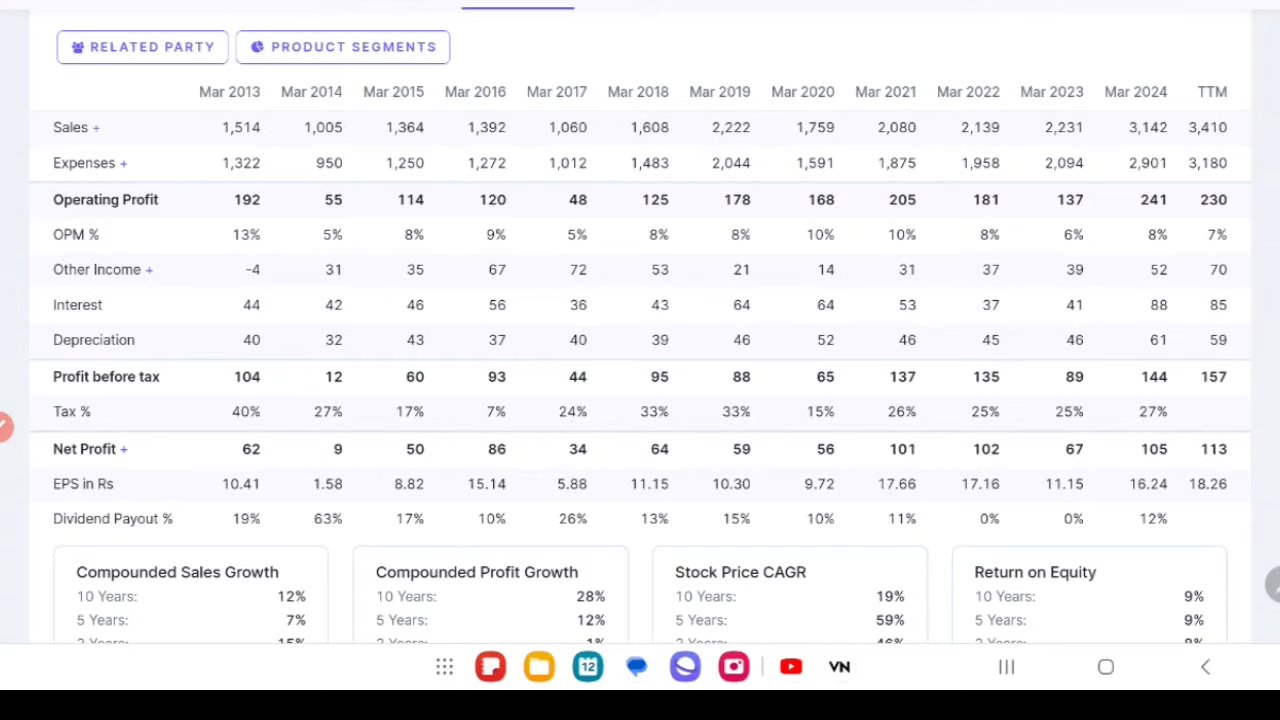 RELATED PARTY PRODUCT SEGMENTS
Mar 2013 Mar 2014 Mar 2015 Mar 2016 Mar 2017 Mar 2018 Mar 2019 Mar 2020 Mar 2021 Mar 2022 Mar 2023 Mar 2024 TTM
Sales + 1,514 1,005 1,364 1,392 1,060 1,608 2,222 1,759 2,080 2,139 2,231 3,142 3,410
Expenses + 1,322 950 1,250 1,272 1,012 1,483 2,044 1,591 1,875 1,958 2,094 2,901 3,180
Operating Profit 192 55 114 120 48 125 178 168 205 181 137 241 230
OPM % 13% 5% 8% 9% 5% 8% 8% 10% 10% 8% 6% 8% 7%
Other Income + -4 31 35 67 72 53 21 14 31 37 39 52 70
Interest 44 42 46 56 36 43 64 64 53 37 41 88 85
Depreciation 40 32 43 37 40 39 46 52 46 45 46 61 59
Profit before tax 104 12 60 93 44 95 88 65 137 135 89 144 157
Tax % 40% 27% 17% 7% 24% 33% 33% 15% 26% 25% 25% 27%
Net Profit + 62 9 50 86 34 64 59 56 101 102 67 105 113
EPS in Rs 10.41 1.58 8.82 15.14 5.88 11.15 10.30 9.72 17.66 17.16 11.15 16.24 18.26
Dividend Payout % 19% 63% 17% 10% 26% 13% 15% 10% 11% 0% 0% 12%
Compounded Sales Growth Compounded Profit Growth Stock Price CAGR Return on Equity
10 Years: 12% 10 Years: 28% 10 Years: 19% 10 Years: 9%
5 Years: 7% 5 Years: 12% 5 Years: 59% 5 Years: 9%
12 VN